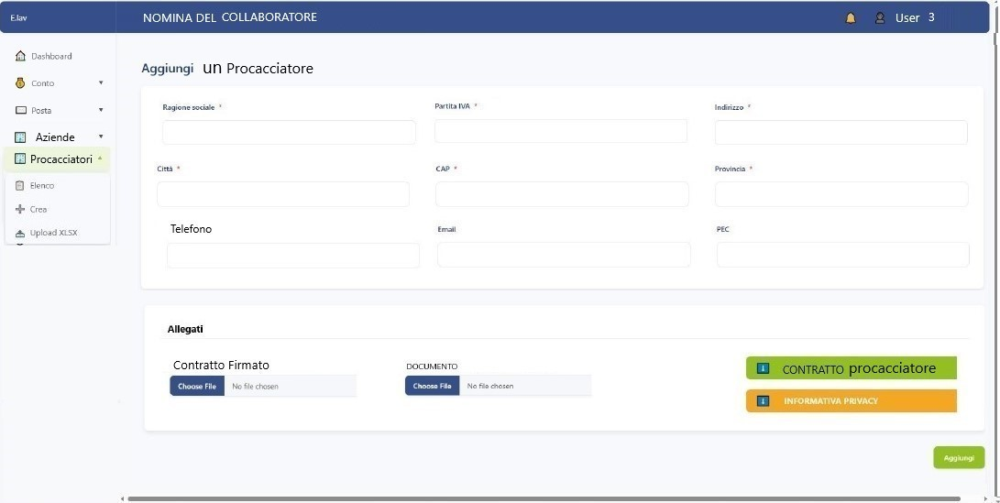 E.lav
NOMINA DEL COLLABORATORE
User 3
Dashboard
Conto
Posta
Aziende
Procacciatori
Elenco
Crea
Upload XLSX
Aggiungi un Procacciatore
Ragione sociale *
Partita IVA *
Indirizzo *
Città *
CAP *
Provincia *
Telefono
Email
PEC
Allegati
Contratto Firmato
Choose File No file chosen
DOCUMENTO
Choose File No file chosen
CONTRATTO procacciatore
INFORMATIVA PRIVACY
Aggiungi